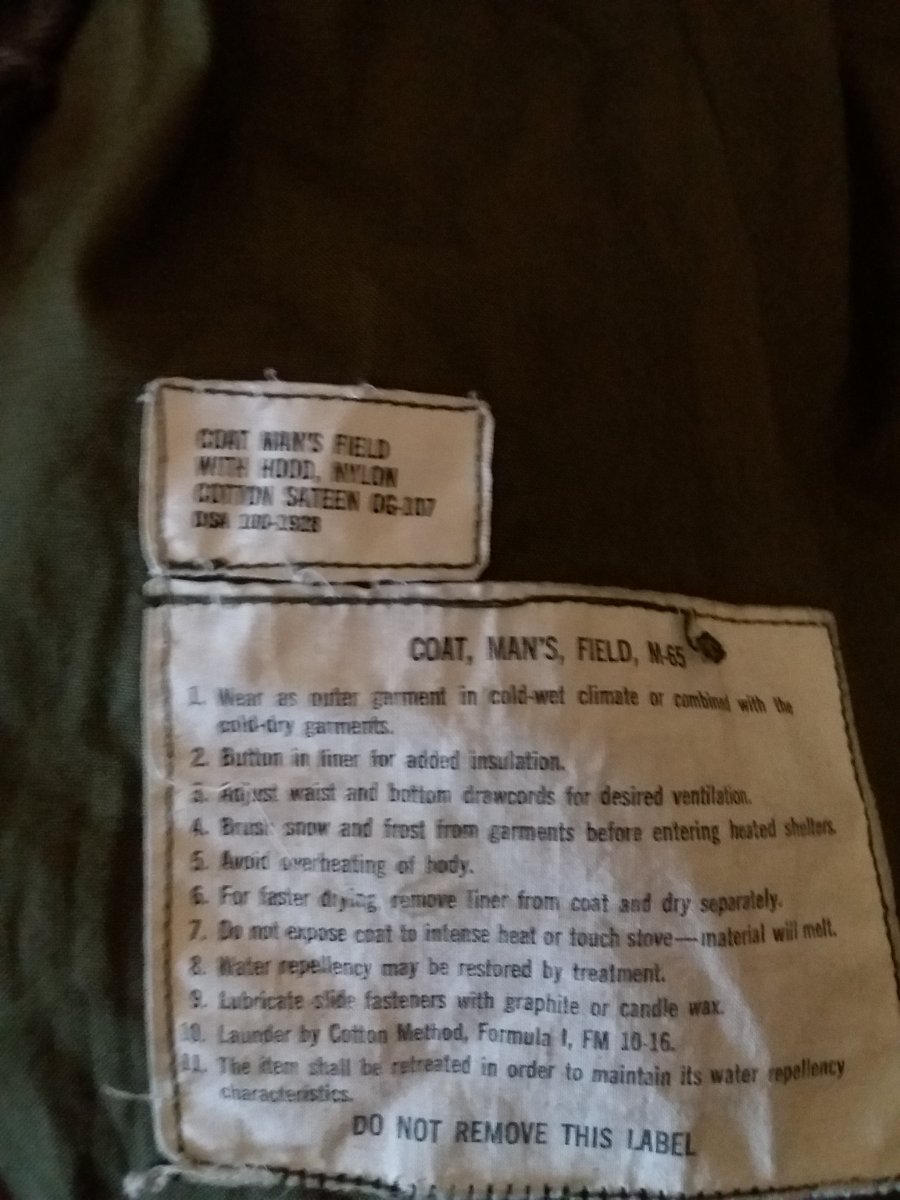 COAT MAN'S FIELD
WITH HOOD, NYLON
COTTON SATEEN OG-107
DSA 100-1928
COAT, MAN'S, FIELD, M-65
1. Wear as outer garment in cold-wet climate or combined with the
cold-dry garments.
2. Button in liner for added insulation.
3. Adjust waist and bottom drawcords for desired ventilation.
4. Brush snow and frost from garments before entering heated shelters.
5. Avoid overheating of body.
6. For faster drying, remove liner from coat and dry separately.
7. Do not expose coat to intense heat or touch stove—material will melt.
8. Water repellency may be restored by treatment.
9. Lubricate slide fasteners with graphite or candle wax.
10. Launder by Cotton Method, Formula I, FM 10-16.
11. The item shall be retreated in order to maintain its water repellency
characteristics.
DO NOT REMOVE THIS LABEL